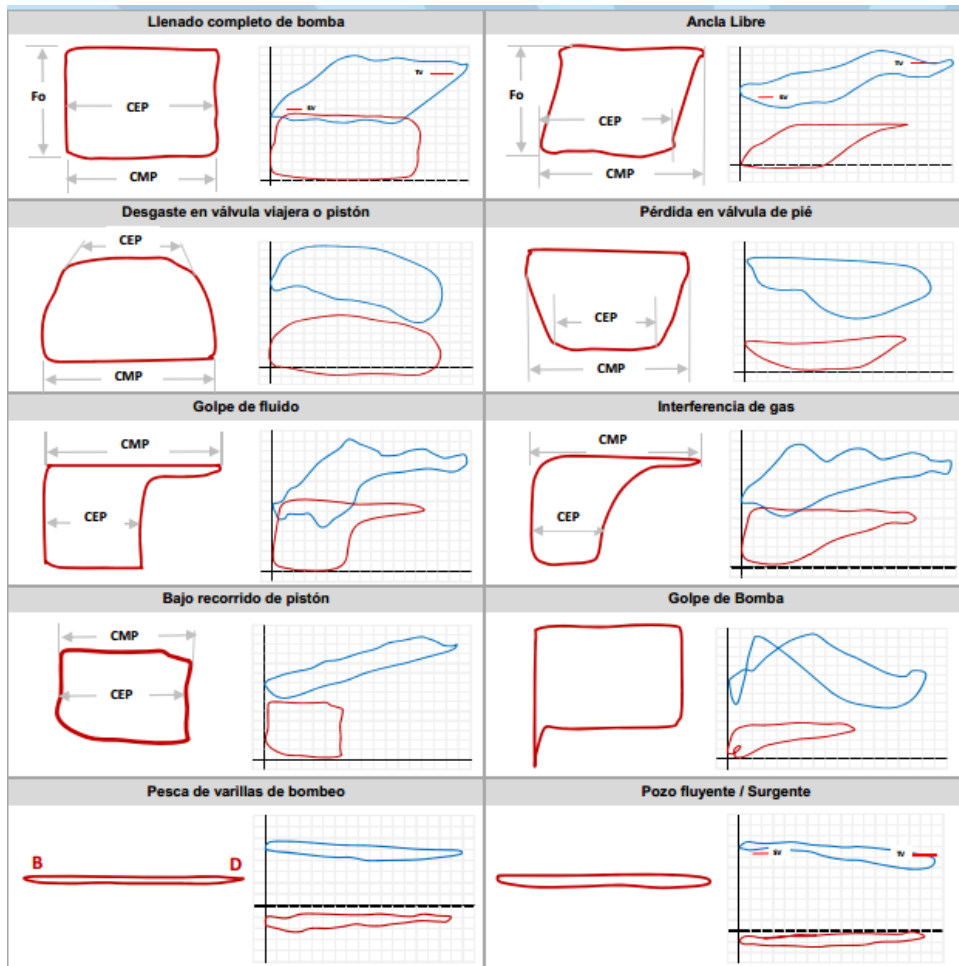 Llenado completo de bomba
Fo
CEP
CMP
TV
SV
Ancla Libre
Fo
CEP
CMP
TV
SV
Desgaste en válvula viajera o pistón
CEP
CMP
Pérdida en válvula de pié
CEP
CMP
Golpe de fluido
CMP
CEP
Interferencia de gas
CMP
CEP
Bajo recorrido de pistón
CMP
CEP
Golpe de Bomba
Pesca de varillas de bombeo
B D
Pozo fluyente / Surgente
SV TV